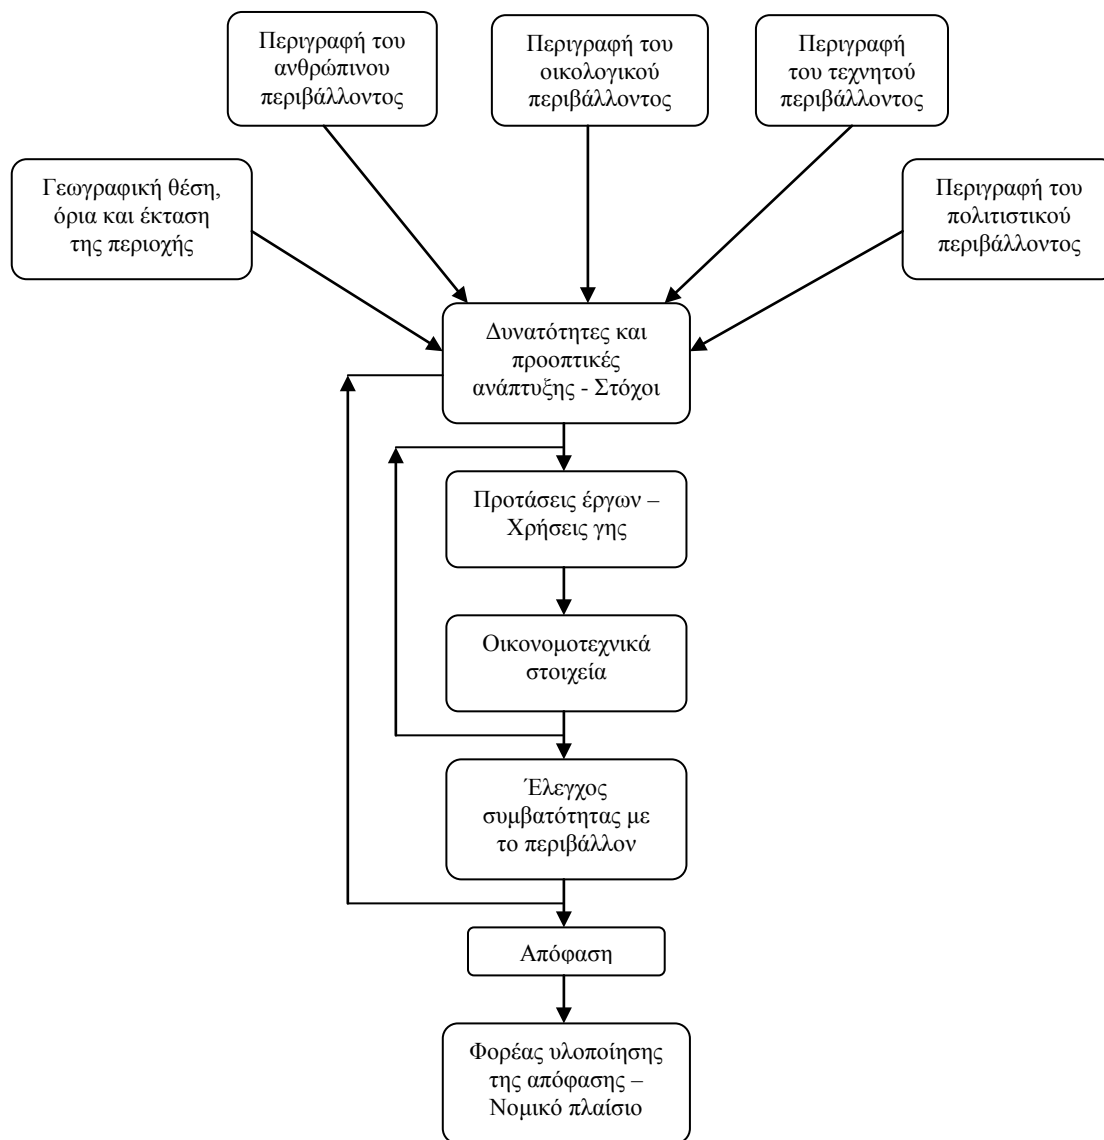 Περιγραφή του
ανθρώπινου
περιβάλλοντος
Περιγραφή του
οικολογικού
περιβάλλοντος
Περιγραφή
του τεχνητού
περιβάλλοντος
Γεωγραφική θέση,
όρια και έκταση
της περιοχής
Περιγραφή του
πολιτιστικού
περιβάλλοντος
Δυνατότητες και
προοπτικές
ανάπτυξης - Στόχοι
Προτάσεις έργων –
Χρήσεις γης
Οικονομοτεχνικά
στοιχεία
Έλεγχος
συμβατότητας με
το περιβάλλον
Απόφαση
Φορέας υλοποίησης
της απόφασης –
Νομικό πλαίσιο